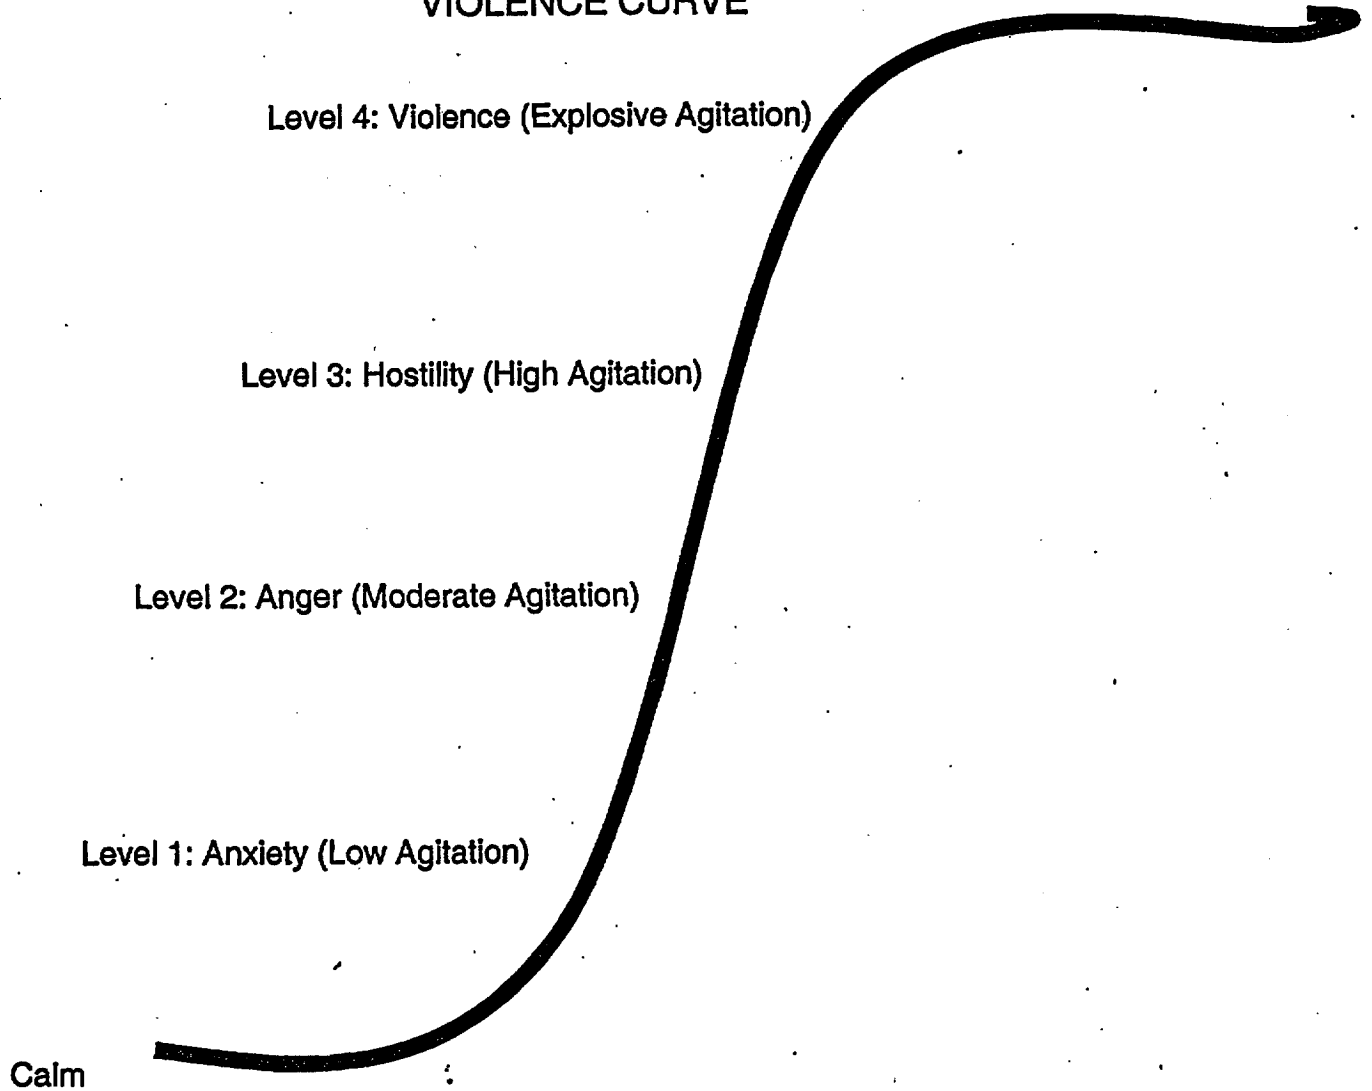 VIOLENCE CURVE
Level 4: Violence (Explosive Agitation)
Level 3: Hostility (High Agitation)
Level 2: Anger (Moderate Agitation)
Level 1: Anxiety (Low Agitation)
Calm